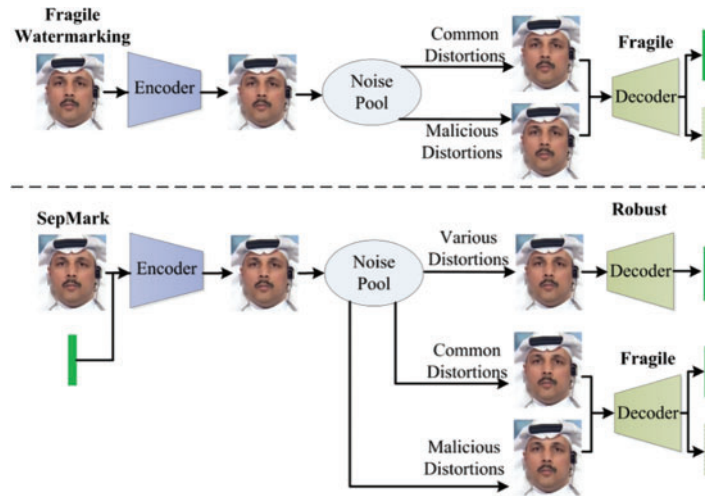 Fragile
Watermarking
Encoder
Noise
Pool
Common
Distortions
Malicious
Distortions
Fragile
Decoder
SepMark
Encoder
Noise
Pool
Various
Distortions
Robust
Decoder
Common
Distortions
Malicious
Distortions
Fragile
Decoder